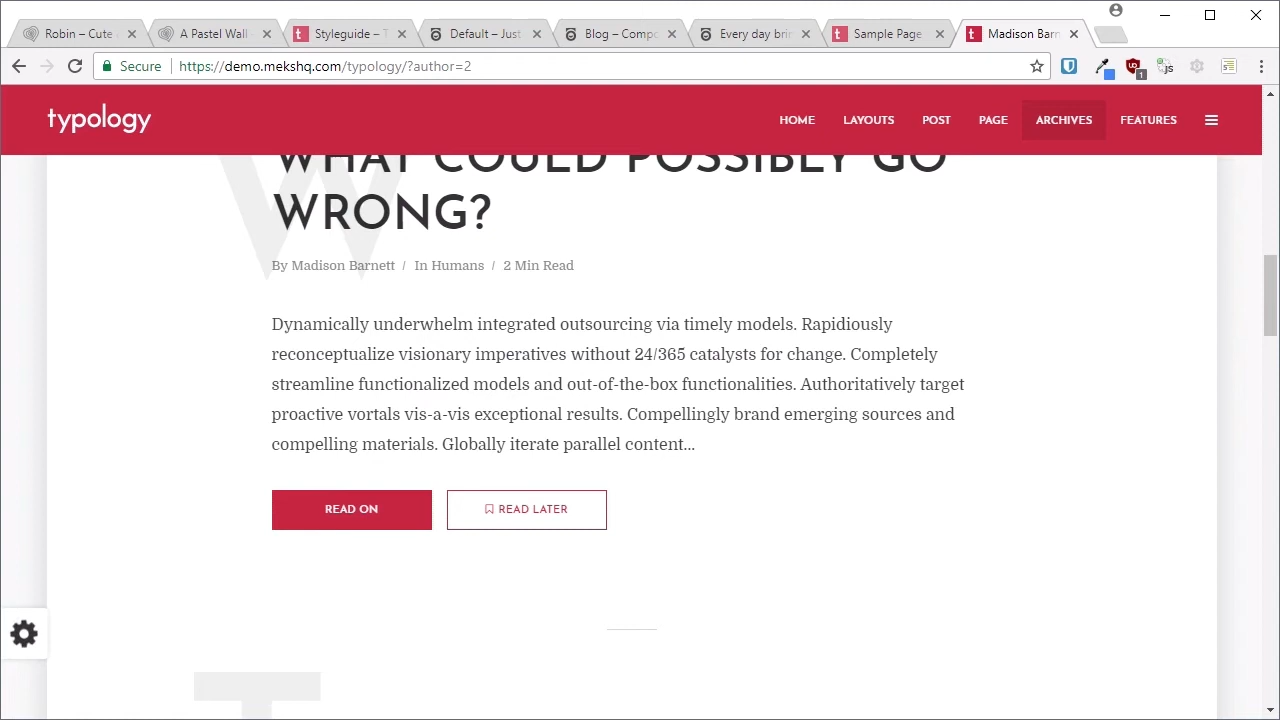 Robin – Cute
A Pastel Wall
Styleguide – T
Default – Just
Blog – Compo
Every day brin
Sample Page
Madison Barn
Secure
https://demo.mekshq.com/typology/?author=2
1
js
typology
HOME
LAYOUTS
POST
PAGE
ARCHIVES
FEATURES
W
WHAT COULD POSSIBLY GO
WRONG?
By Madison Barnett / In Humans / 2 Min Read
Dynamically underwhelm integrated outsourcing via timely models. Rapidiously
reconceptualize visionary imperatives without 24/365 catalysts for change. Completely
streamline functionalized models and out-of-the-box functionalities. Authoritatively target
proactive vortals vis-a-vis exceptional results. Compellingly brand emerging sources and
compelling materials. Globally iterate parallel content...
READ ON
READ LATER
T